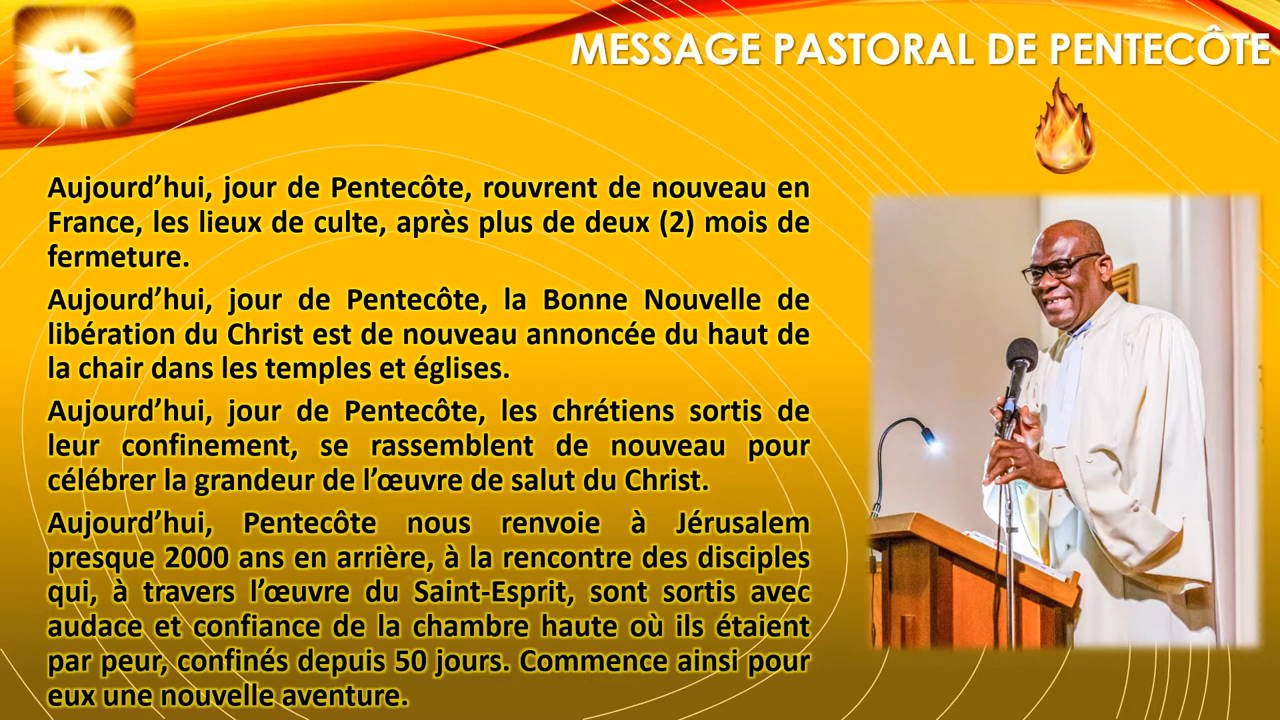 MESSAGE PASTORAL DE PENTECÔTE
Aujourd’hui, jour de Pentecôte, rouvrent de nouveau en
France, les lieux de culte, après plus de deux (2) mois de
fermeture.
Aujourd’hui, jour de Pentecôte, la Bonne Nouvelle de
libération du Christ est de nouveau annoncée du haut de
la chair dans les temples et églises.
Aujourd’hui, jour de Pentecôte, les chrétiens sortis de
leur confinement, se rassemblent de nouveau pour
célébrer la grandeur de l’œuvre de salut du Christ.
Aujourd’hui, Pentecôte nous renvoie à Jérusalem
presque 2000 ans en arrière, à la rencontre des disciples
qui, à travers l’œuvre du Saint-Esprit, sont sortis avec
audace et confiance de la chambre haute où ils étaient
par peur, confinés depuis 50 jours. Commence ainsi pour
eux une nouvelle aventure.